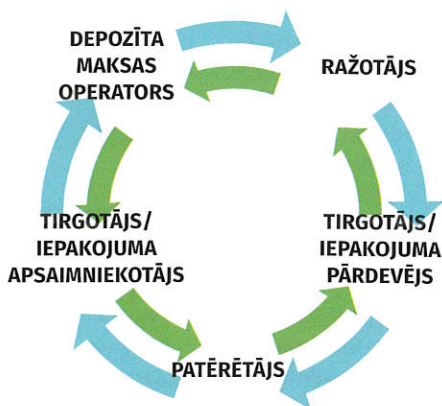 DEPOZĪTA
MAKSAS
OPERATORS
RAŽOTĀJS
TIRGOTĀJS/
IEPAKOJUMA
APSAIMNIEKOTĀJS
TIRGOTĀJS/
IEPAKOJUMA
PĀRDEVĒJS
PATĒRĒTĀJS